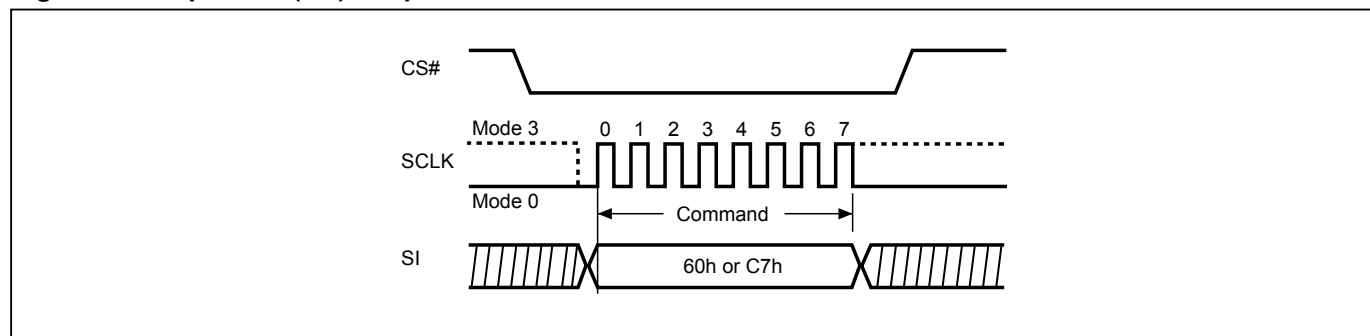 CS#
Mode 3 0 1 2 3 4 5 6 7
SCLK
Mode 0
Command
SI
60h or C7h